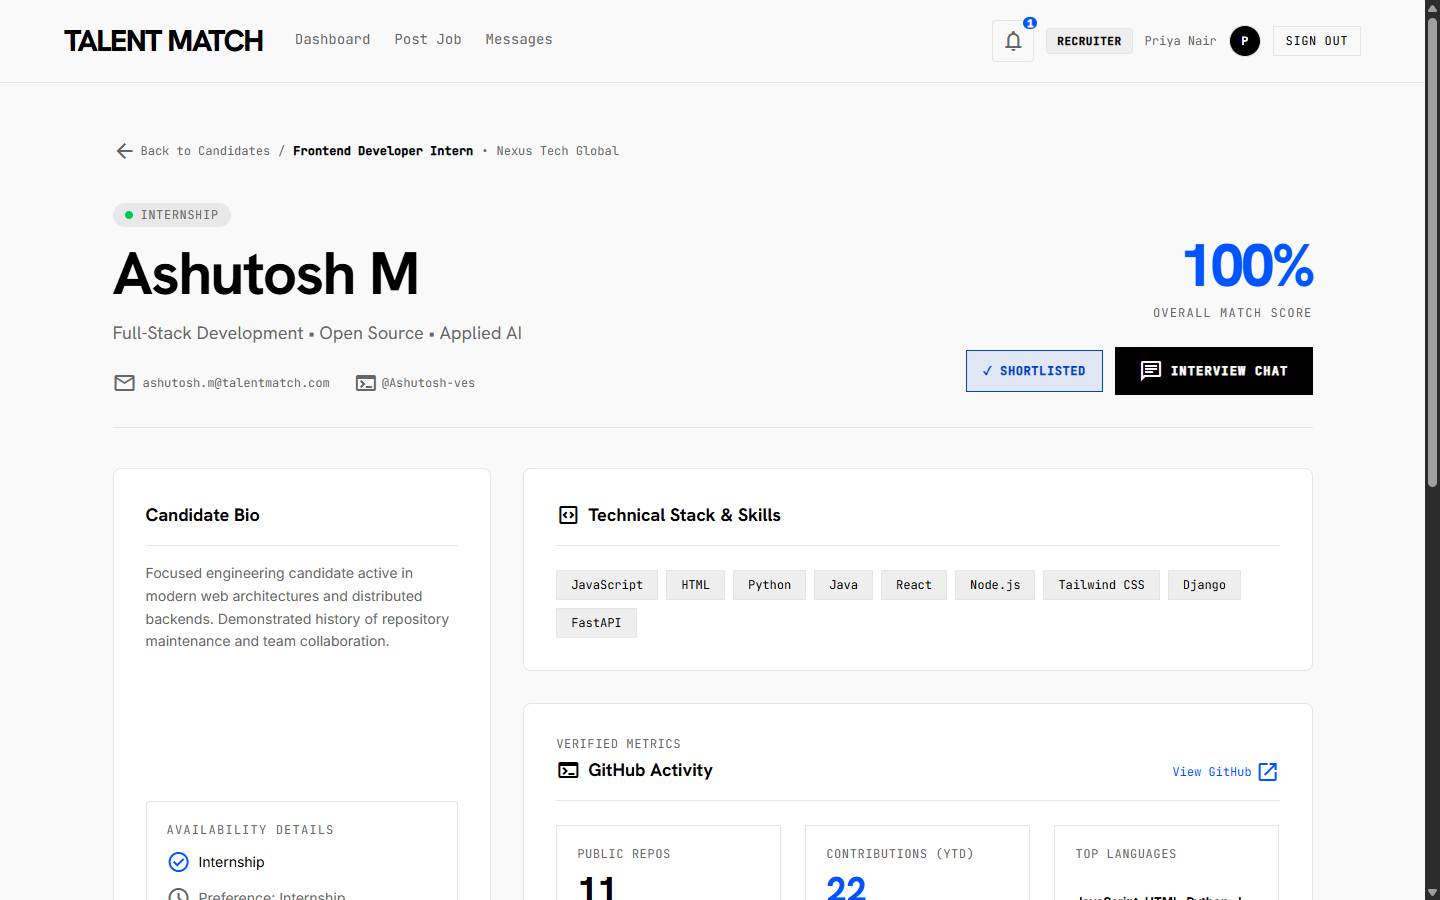 TALENT MATCH
Dashboard
Post Job
Messages
1
RECRUITER
Priya Nair
P
SIGN OUT
Back to Candidates / Frontend Developer Intern • Nexus Tech Global
INTERNSHIP
Ashutosh M
Full-Stack Development • Open Source • Applied AI
ashutosh.m@talentmatch.com
@Ashutosh-ves
100%
OVERALL MATCH SCORE
✓ SHORTLISTED
INTERVIEW CHAT
Candidate Bio
Focused engineering candidate active in
modern web architectures and distributed
backends. Demonstrated history of repository
maintenance and team collaboration.
AVAILABILITY DETAILS
Internship
Preference: Internship
Technical Stack & Skills
JavaScript
HTML
Python
Java
React
Node.js
Tailwind CSS
Django
FastAPI
VERIFIED METRICS
GitHub Activity
View GitHub
PUBLIC REPOS
11
CONTRIBUTIONS (YTD)
22
TOP LANGUAGES